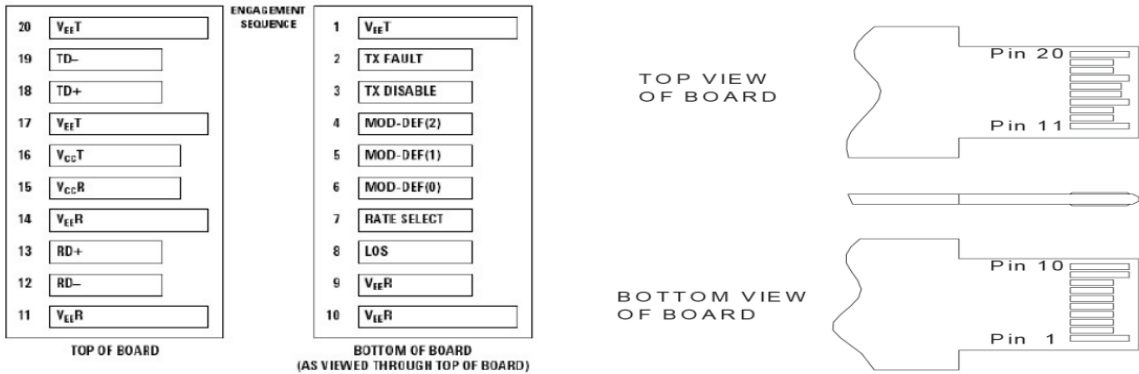 ENGAGEMENT
SEQUENCE
20 VEET
19 TD–
18 TD+
17 VEET
16 VCCT
15 VCCR
14 VEER
13 RD+
12 RD–
11 VEER
TOP OF BOARD
1 VEET
2 TX FAULT
3 TX DISABLE
4 MOD-DEF(2)
5 MOD-DEF(1)
6 MOD-DEF(0)
7 RATE SELECT
8 LOS
9 VEER
10 VEER
BOTTOM OF BOARD
(AS VIEWED THROUGH TOP OF BOARD)
TOP VIEW
OF BOARD
Pin 20
Pin 11
BOTTOM VIEW
OF BOARD
Pin 10
Pin 1